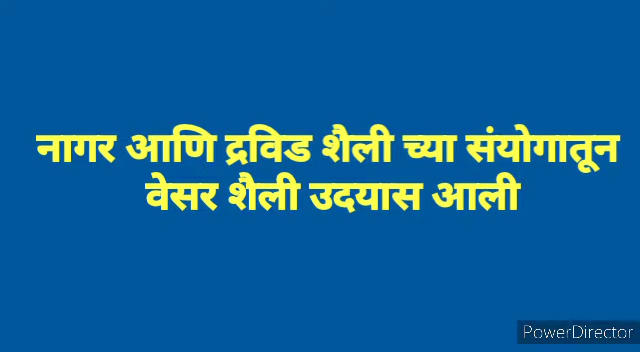 नागर आणि द्रविड शैली च्या संयोगातून
वेसर शैली उदयास आली
PowerDirector